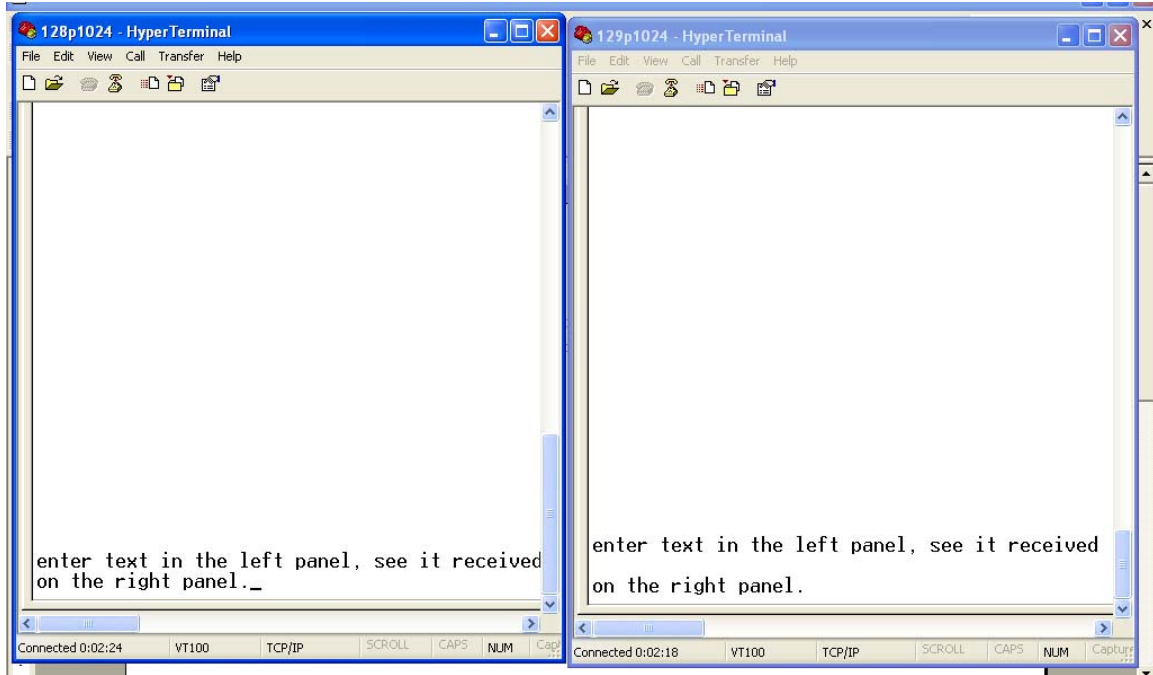 128p1024 - HyperTerminal
File Edit View Call Transfer Help
enter text in the left panel, see it received
on the right panel._
Connected 0:02:24 VT100 TCP/IP SCROLL CAPS NUM Capt
129p1024 - HyperTerminal
File Edit View Call Transfer Help
enter text in the left panel, see it received
on the right panel.
Connected 0:02:18 VT100 TCP/IP SCROLL CAPS NUM Capture